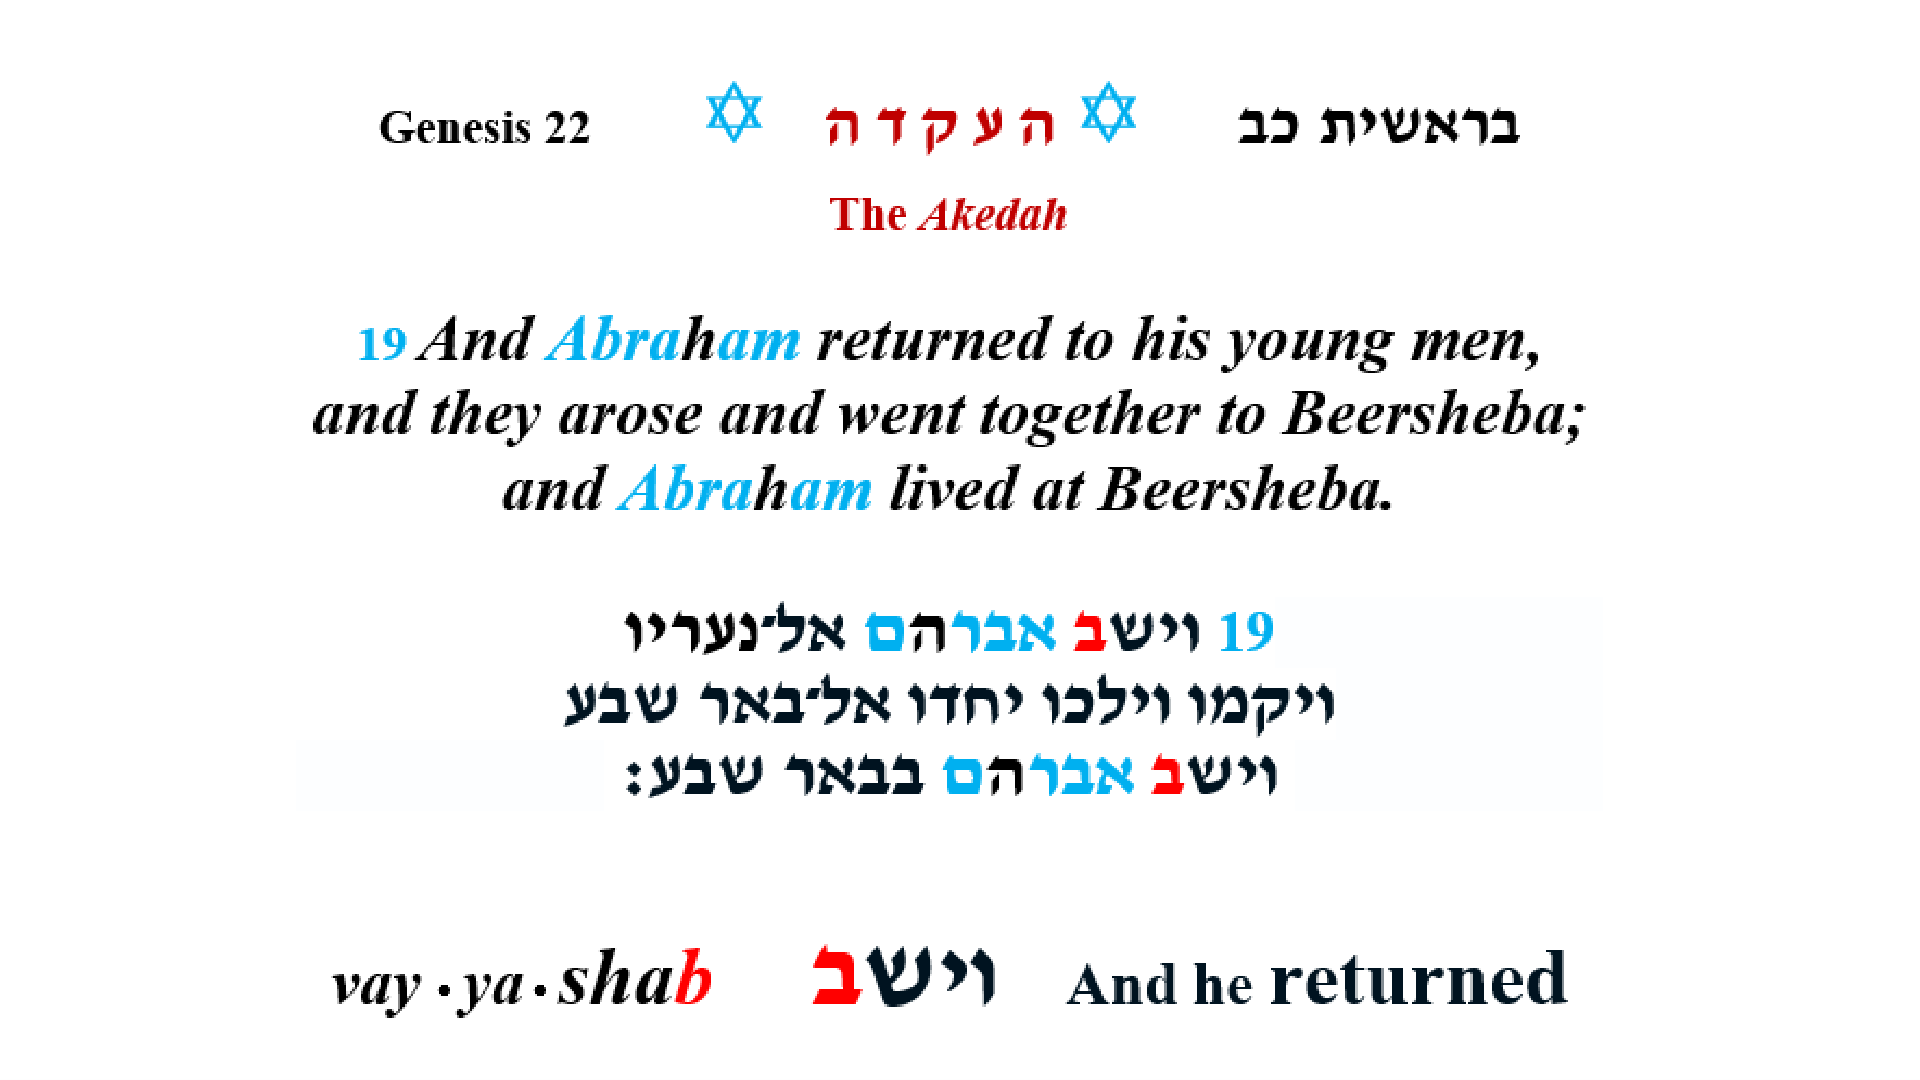 Genesis 22 ✡ ה ע ק ד ה ✡ בראשית כב
The Akedah
19 And Abraham returned to his young men,
and they arose and went together to Beersheba;
and Abraham lived at Beersheba.
19 וישב אברהם אל־נעריו
ויקמו וילכו יחדו אל־באר שבע
וישב אברהם בבאר שבע׃
vay • ya • shab וישב And he returned